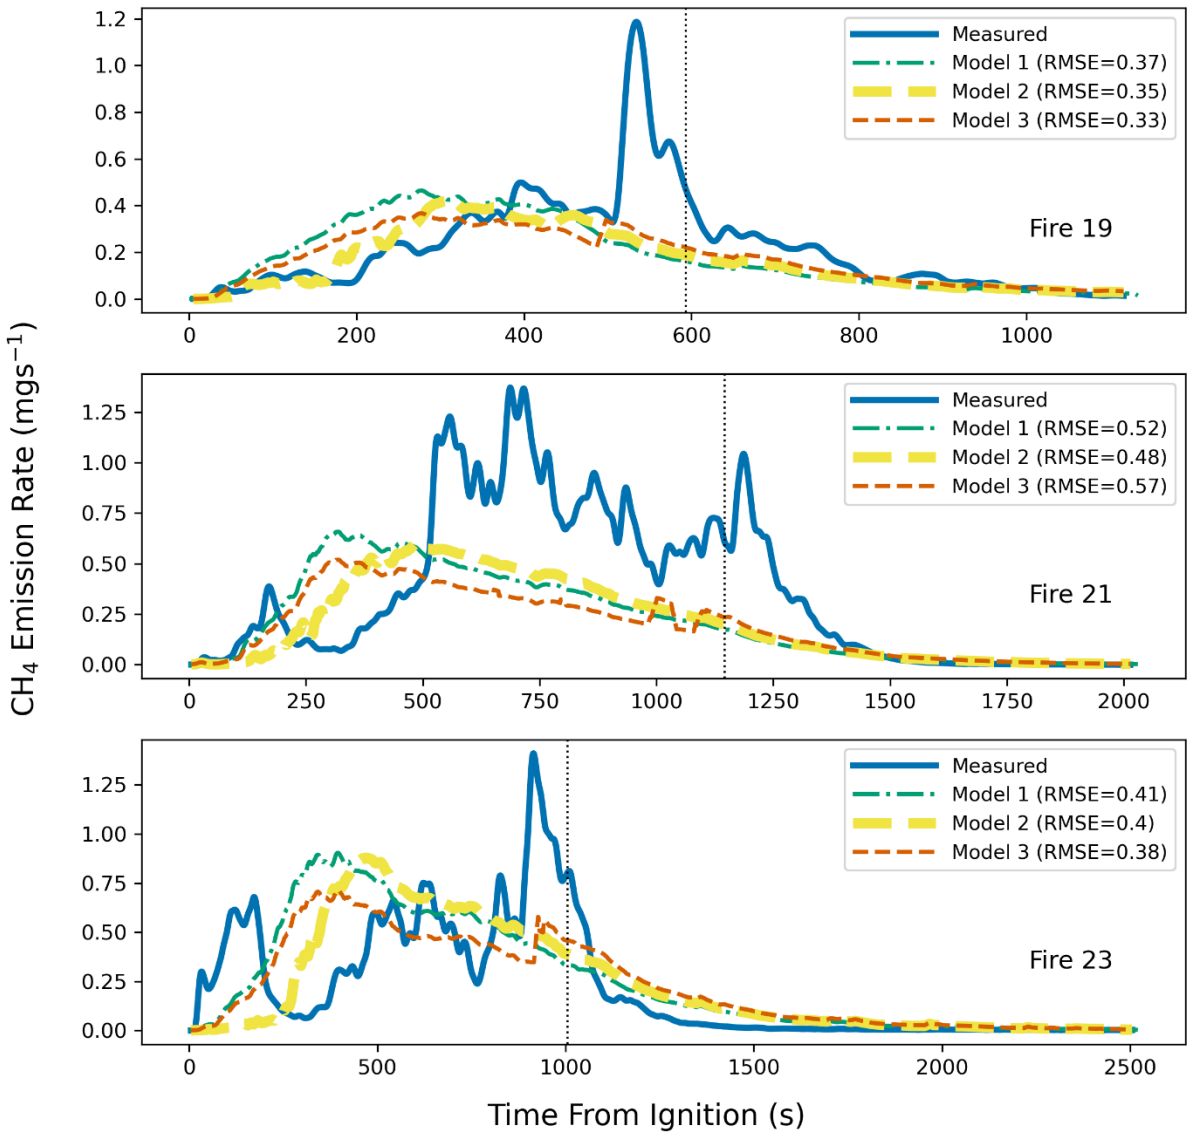 CH₄ Emission Rate (mgs⁻¹)
1.2
1.0
0.8
0.6
0.4
0.2
0.0
Measured
Model 1 (RMSE=0.37)
Model 2 (RMSE=0.35)
Model 3 (RMSE=0.33)
Fire 19
0 200 400 600 800 1000
1.25
1.00
0.75
0.50
0.25
0.00
Measured
Model 1 (RMSE=0.52)
Model 2 (RMSE=0.48)
Model 3 (RMSE=0.57)
Fire 21
0 250 500 750 1000 1250 1500 1750 2000
1.25
1.00
0.75
0.50
0.25
0.00
Measured
Model 1 (RMSE=0.41)
Model 2 (RMSE=0.4)
Model 3 (RMSE=0.38)
Fire 23
0 500 1000 1500 2000 2500
Time From Ignition (s)